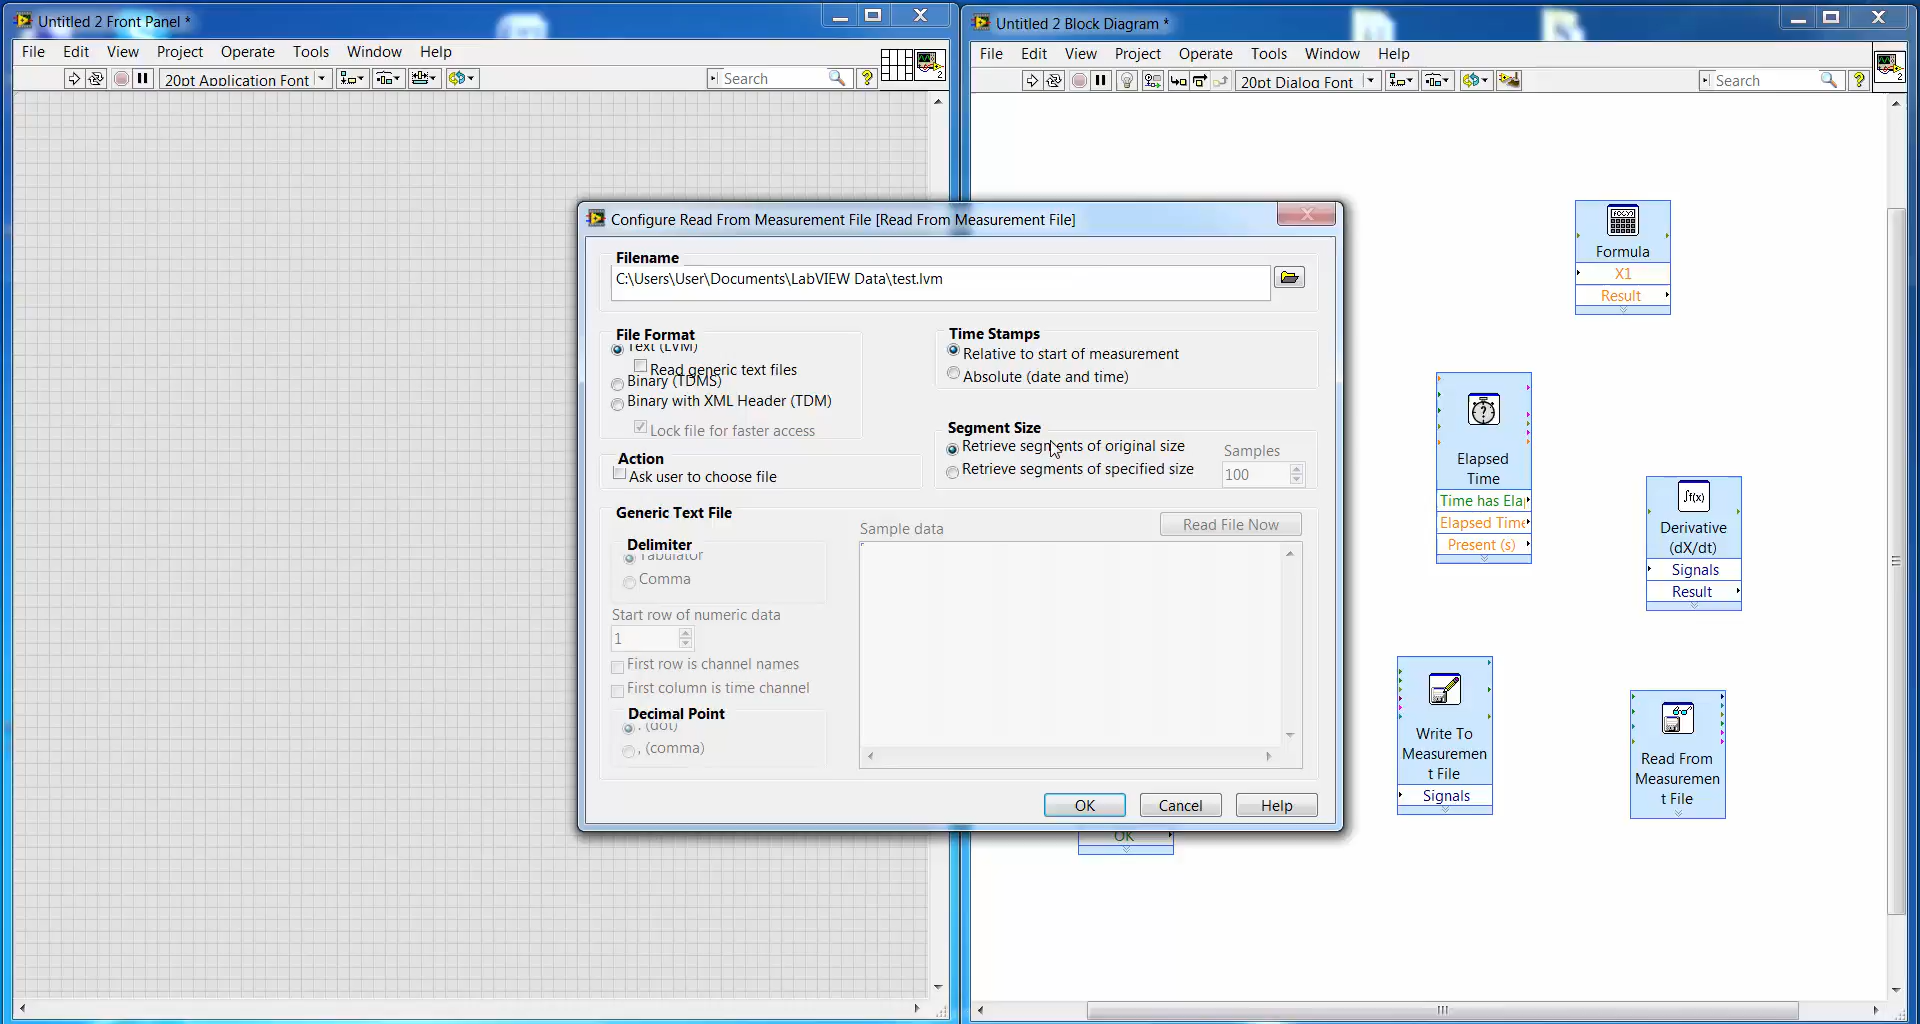 Untitled 2 Front Panel *
File Edit View Project Operate Tools Window Help
20pt Application Font
Search
2
Untitled 2 Block Diagram *
File Edit View Project Operate Tools Window Help
20pt Dialog Font
Search
2
Configure Read From Measurement File [Read From Measurement File]
Filename
C:\Users\User\Documents\LabVIEW Data\test.lvm
File Format
Text (LVM)
Read generic text files
Binary (TDMS)
Binary with XML Header (TDM)
Lock file for faster access
Action
Ask user to choose file
Time Stamps
Relative to start of measurement
Absolute (date and time)
Segment Size
Retrieve segments of original size
Retrieve segments of specified size
Samples
100
Generic Text File
Delimiter
Tabulator
Comma
Start row of numeric data
1
First row is channel names
First column is time channel
Decimal Point
. (dot)
, (comma)
Sample data
Read File Now
OK
Cancel
Help
Formula
X1
Result
Elapsed
Time
Time has Ela
Elapsed Time
Present (s)
∫f(x)
Derivative
(dX/dt)
Signals
Result
Write To
Measuremen
t File
Signals
Read From
Measuremen
t File
OK